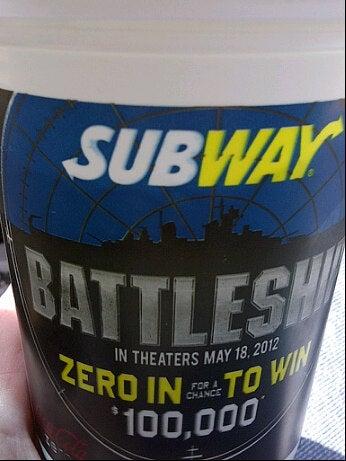 SUBWAY
BATTLESHI
IN THEATERS MAY 18, 2012
ZERO IN FOR A CHANCE TO WIN
$100,000